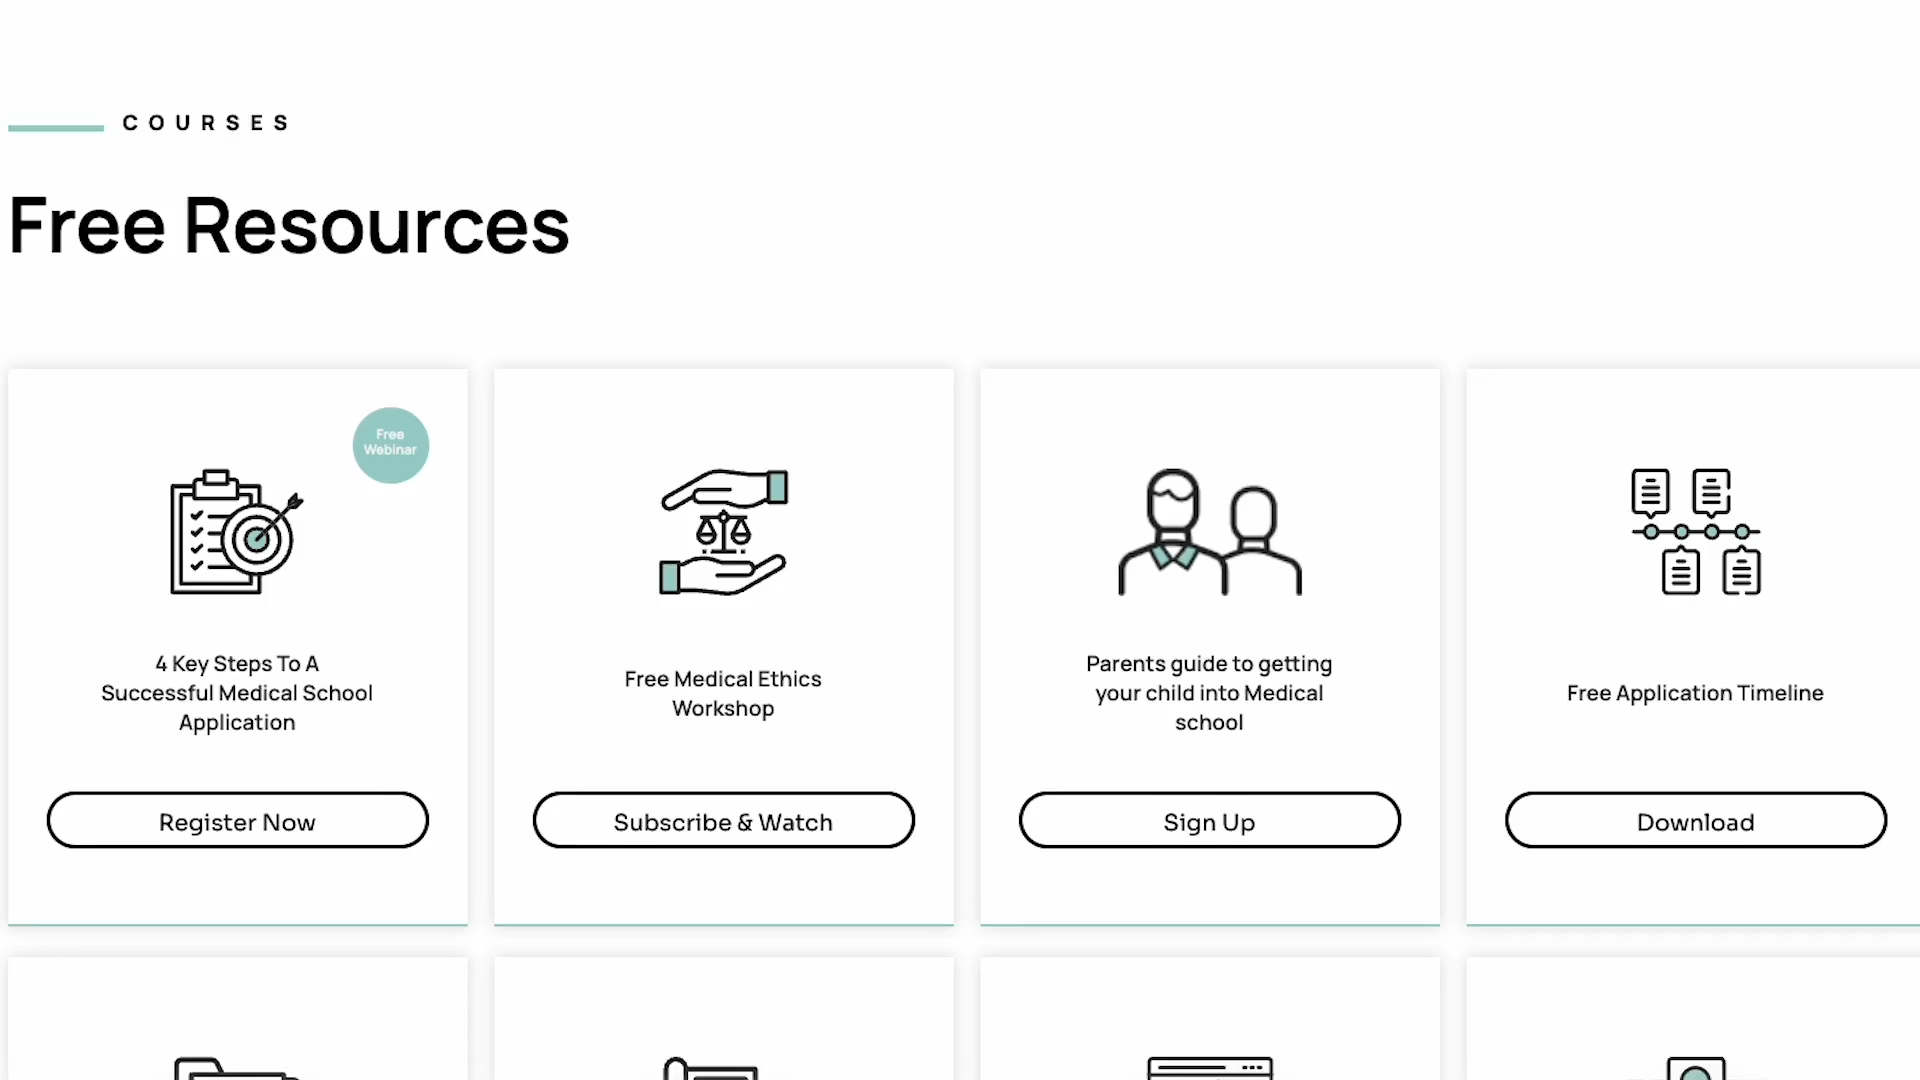 COURSES
Free Resources
Free
Webinar
4 Key Steps To A
Successful Medical School
Application
Register Now
Free Medical Ethics
Workshop
Subscribe & Watch
Parents guide to getting
your child into Medical
school
Sign Up
Free Application Timeline
Download